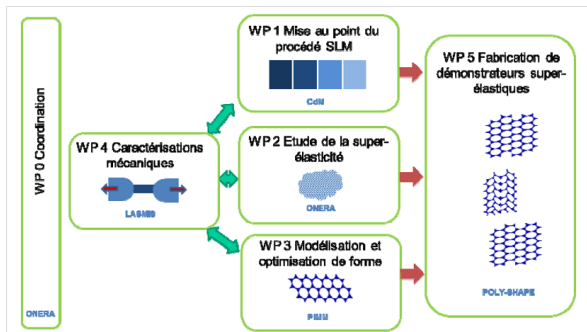 WP 0 Coordination
ONERA
WP 4 Caractérisations
mécaniques
LASMIS
WP 1 Mise au point du
procédé SLM
CdM
WP 2 Etude de la super-
élasticité
ONERA
WP 3 Modélisation et
optimisation de forme
PIMM
WP 5 Fabrication de
démonstrateurs super-
élastiques
POLY-SHAPE